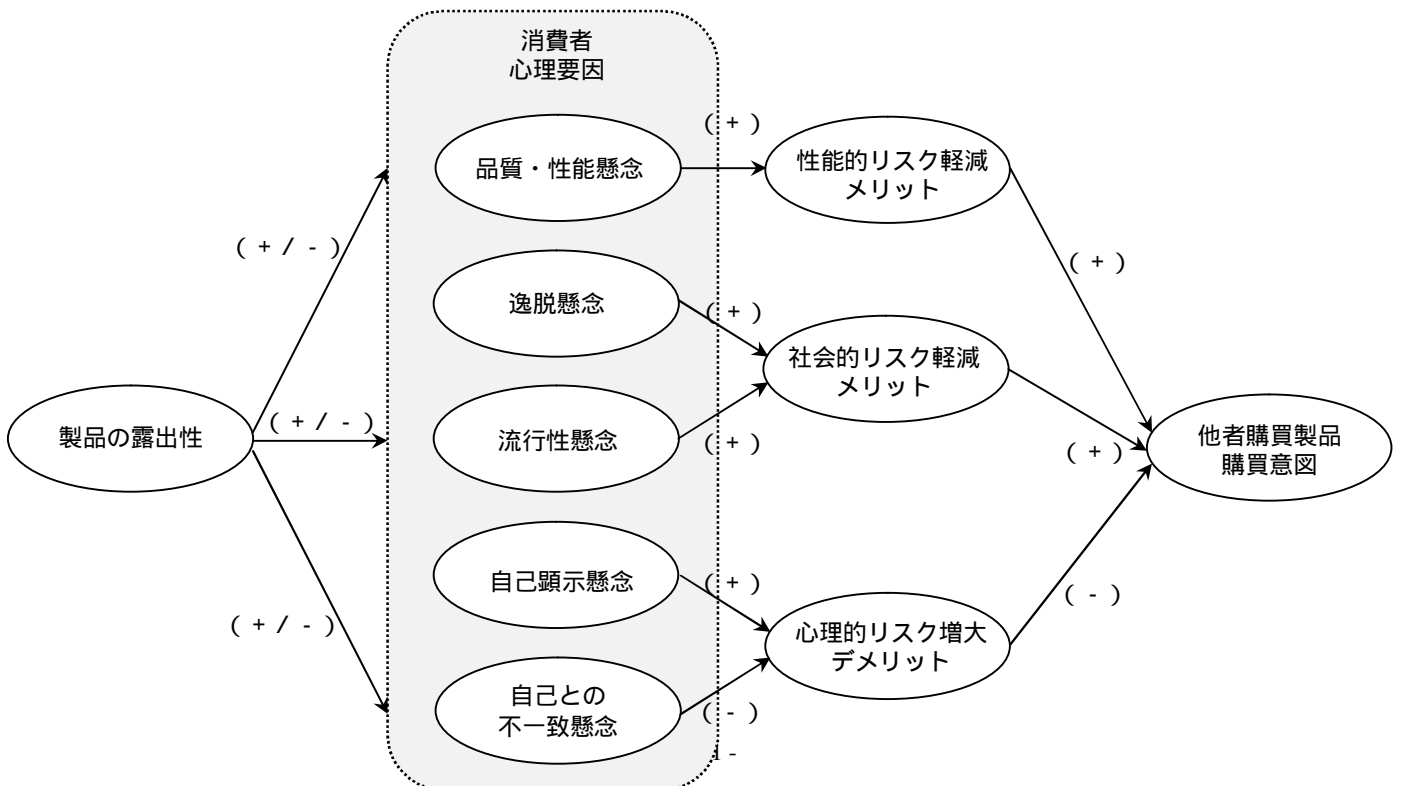 消費者
心理要因
品質・性能懸念
( + )
性能的リスク軽減
メリット
( + / - )
( + )
逸脱懸念
( + )
社会的リスク軽減
メリット
製品の露出性
( + / - )
流行性懸念
( + )
( + )
他者購買製品
購買意図
自己顕示懸念
( + )
( - )
( + / - )
心理的リスク増大
デメリット
自己との
不一致懸念
( - )